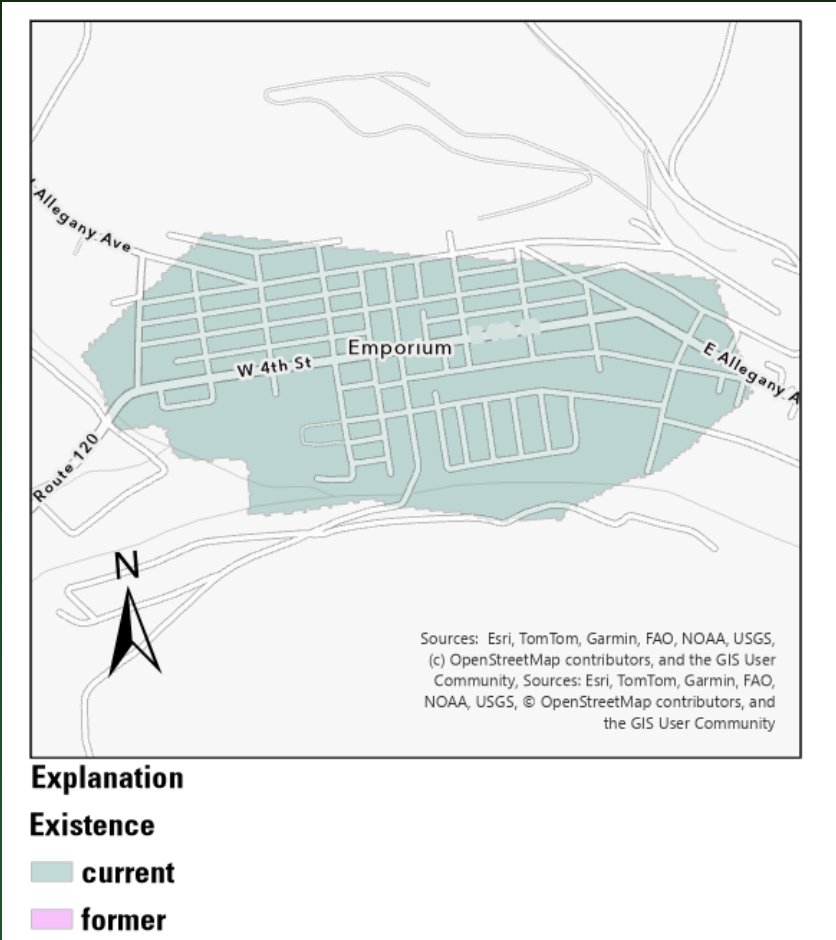 Allegany Ave
Emporium
W 4th St
E Allegany A
Route 120
N
Sources: Esri, TomTom, Garmin, FAO, NOAA, USGS,
(c) OpenStreetMap contributors, and the GIS User
Community, Sources: Esri, TomTom, Garmin, FAO,
NOAA, USGS, © OpenStreetMap contributors, and
the GIS User Community
Explanation
Existence
current
former